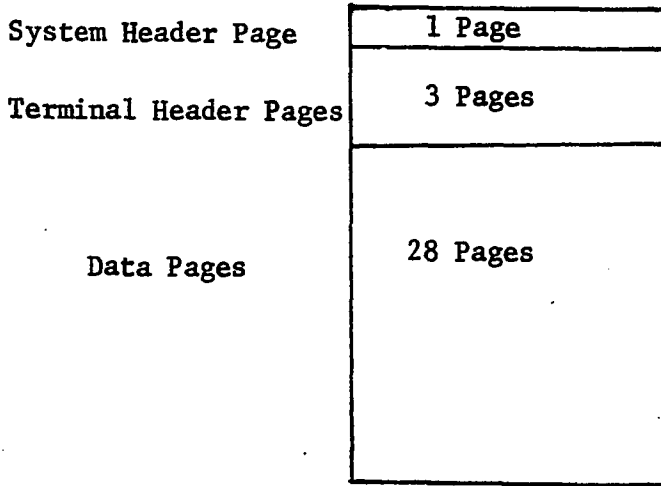 System Header Page 1 Page
Terminal Header Pages 3 Pages
Data Pages 28 Pages